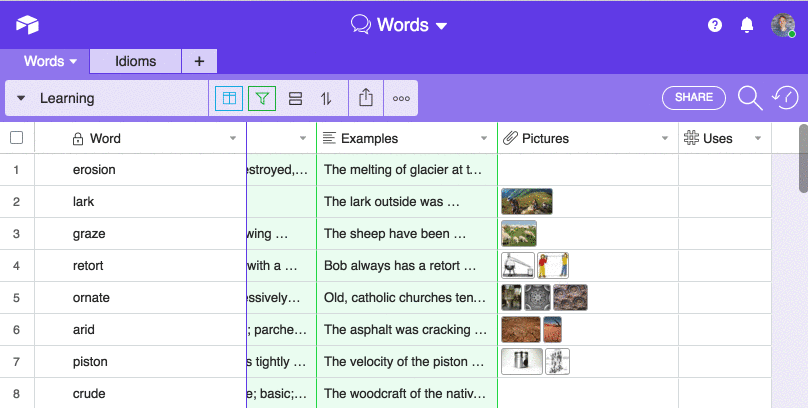 Words
Words Idioms +
Learning SHARE
Word Examples Pictures Uses
1 erosion estroyed,... The melting of glacier at t...
2 lark The lark outside was ...
3 graze wing ... The sheep have been ...
4 retort with a ... Bob always has a retort ...
5 ornate essively... Old, catholic churches ten...
6 arid ; parche... The asphalt was cracking ...
7 piston s tightly ... The velocity of the piston ...
8 crude e; basic;... The woodcraft of the nativ...